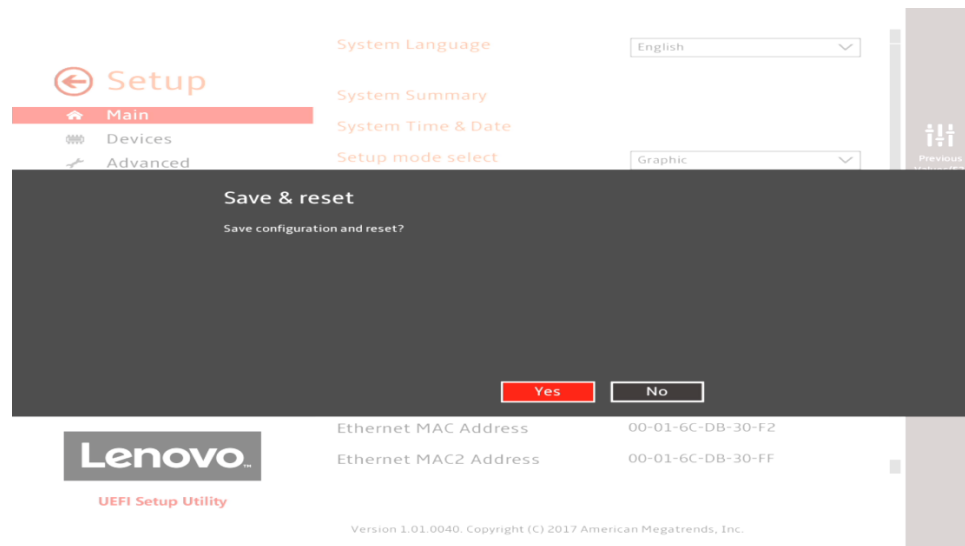 System Language English
Setup
System Summary
Main
System Time & Date
Devices
Setup mode select Graphic
Advanced
Previous
Save & reset
Save configuration and reset?
Yes No
Ethernet MAC Address 00-01-6C-DB-30-F2
Lenovo™
Ethernet MAC2 Address 00-01-6C-DB-30-FF
UEFI Setup Utility
Version 1.01.0040. Copyright (C) 2017 American Megatrends, Inc.